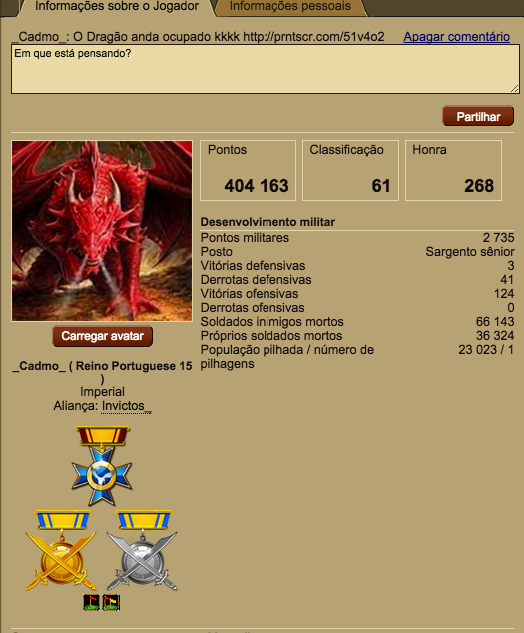 Informações sobre o Jogador
Informações pessoais
_Cadmo_: O Dragão anda ocupado kkkk http://prntscr.com/51v4o2 Apagar comentário
Em que está pensando?
Partilhar
Pontos
404 163
Classificação
61
Honra
268
Desenvolvimento militar
Pontos militares 2 735
Posto Sargento sênior
Vitórias defensivas 3
Derrotas defensivas 41
Vitórias ofensivas 124
Derrotas ofensivas 0
Soldados inimigos mortos 66 143
Próprios soldados mortos 36 324
População pilhada / número de 23 023 / 1
pilhagens
Carregar avatar
_Cadmo_ ( Reino Portuguese 15
)
Imperial
Aliança: Invictos_